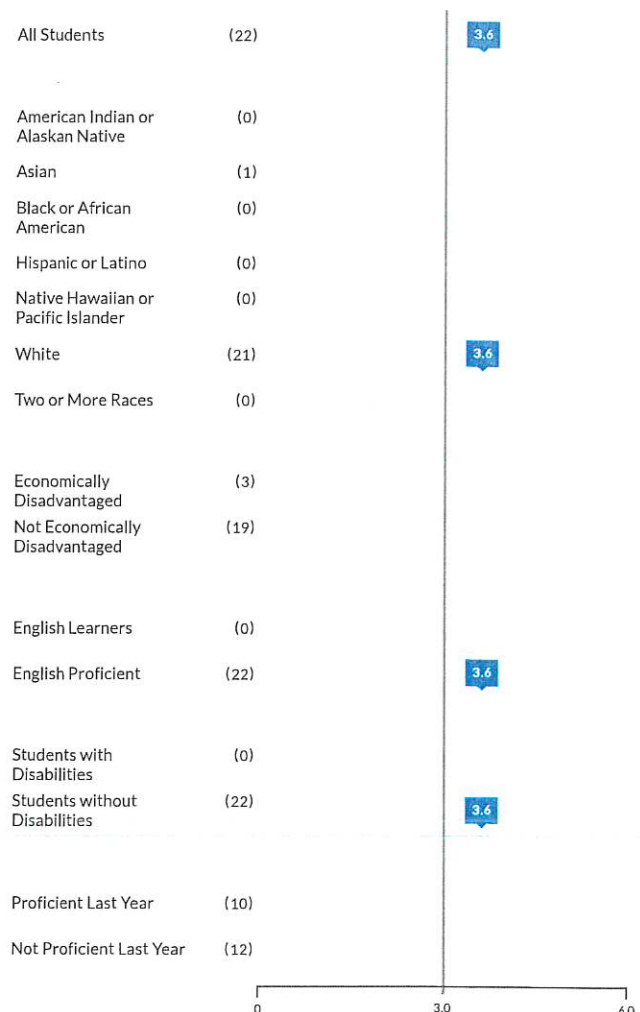 All Students (22) 3.6
American Indian or
Alaskan Native (0)
Asian (1)
Black or African
American (0)
Hispanic or Latino (0)
Native Hawaiian or
Pacific Islander (0)
White (21) 3.6
Two or More Races (0)
Economically
Disadvantaged (3)
Not Economically
Disadvantaged (19)
English Learners (0)
English Proficient (22) 3.6
Students with
Disabilities (0)
Students without
Disabilities (22) 3.6
Proficient Last Year (10)
Not Proficient Last Year (12)
0 3.0 6.0